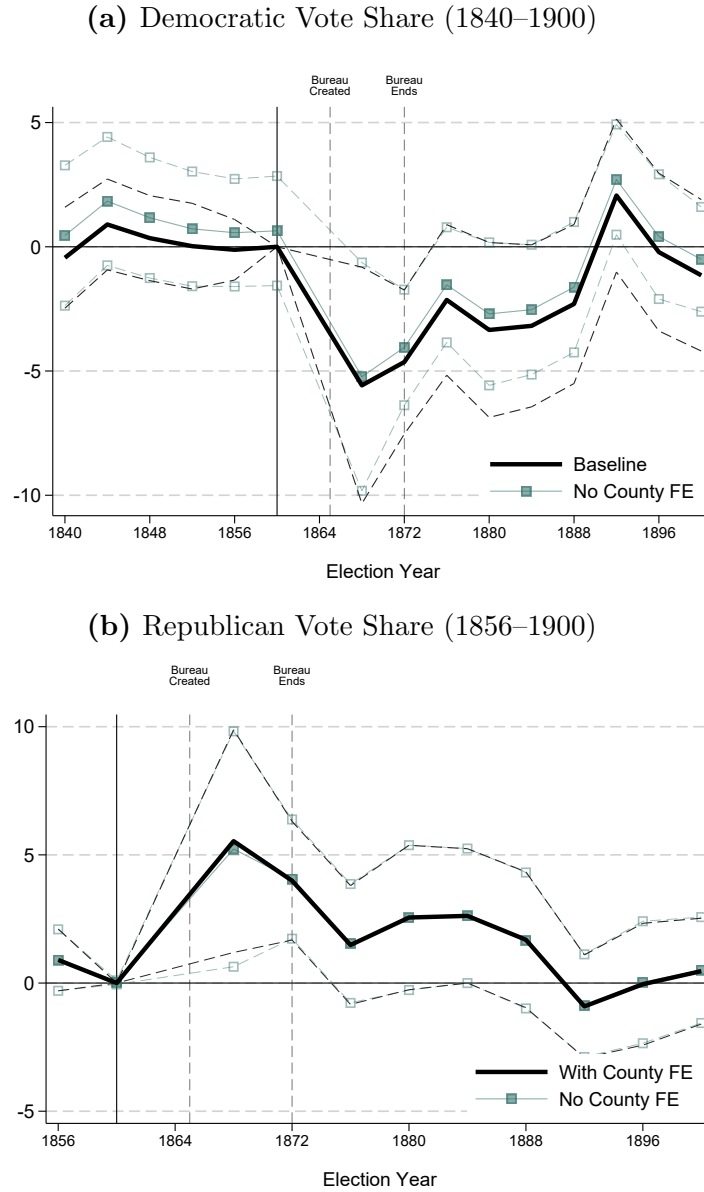 (a) Democratic Vote Share (1840–1900)
Bureau Created
Bureau Ends
5
0
-5
-10
Baseline
No County FE
1840 1848 1856 1864 1872 1880 1888 1896
Election Year
(b) Republican Vote Share (1856–1900)
Bureau Created
Bureau Ends
10
5
0
-5
With County FE
No County FE
1856 1864 1872 1880 1888 1896
Election Year